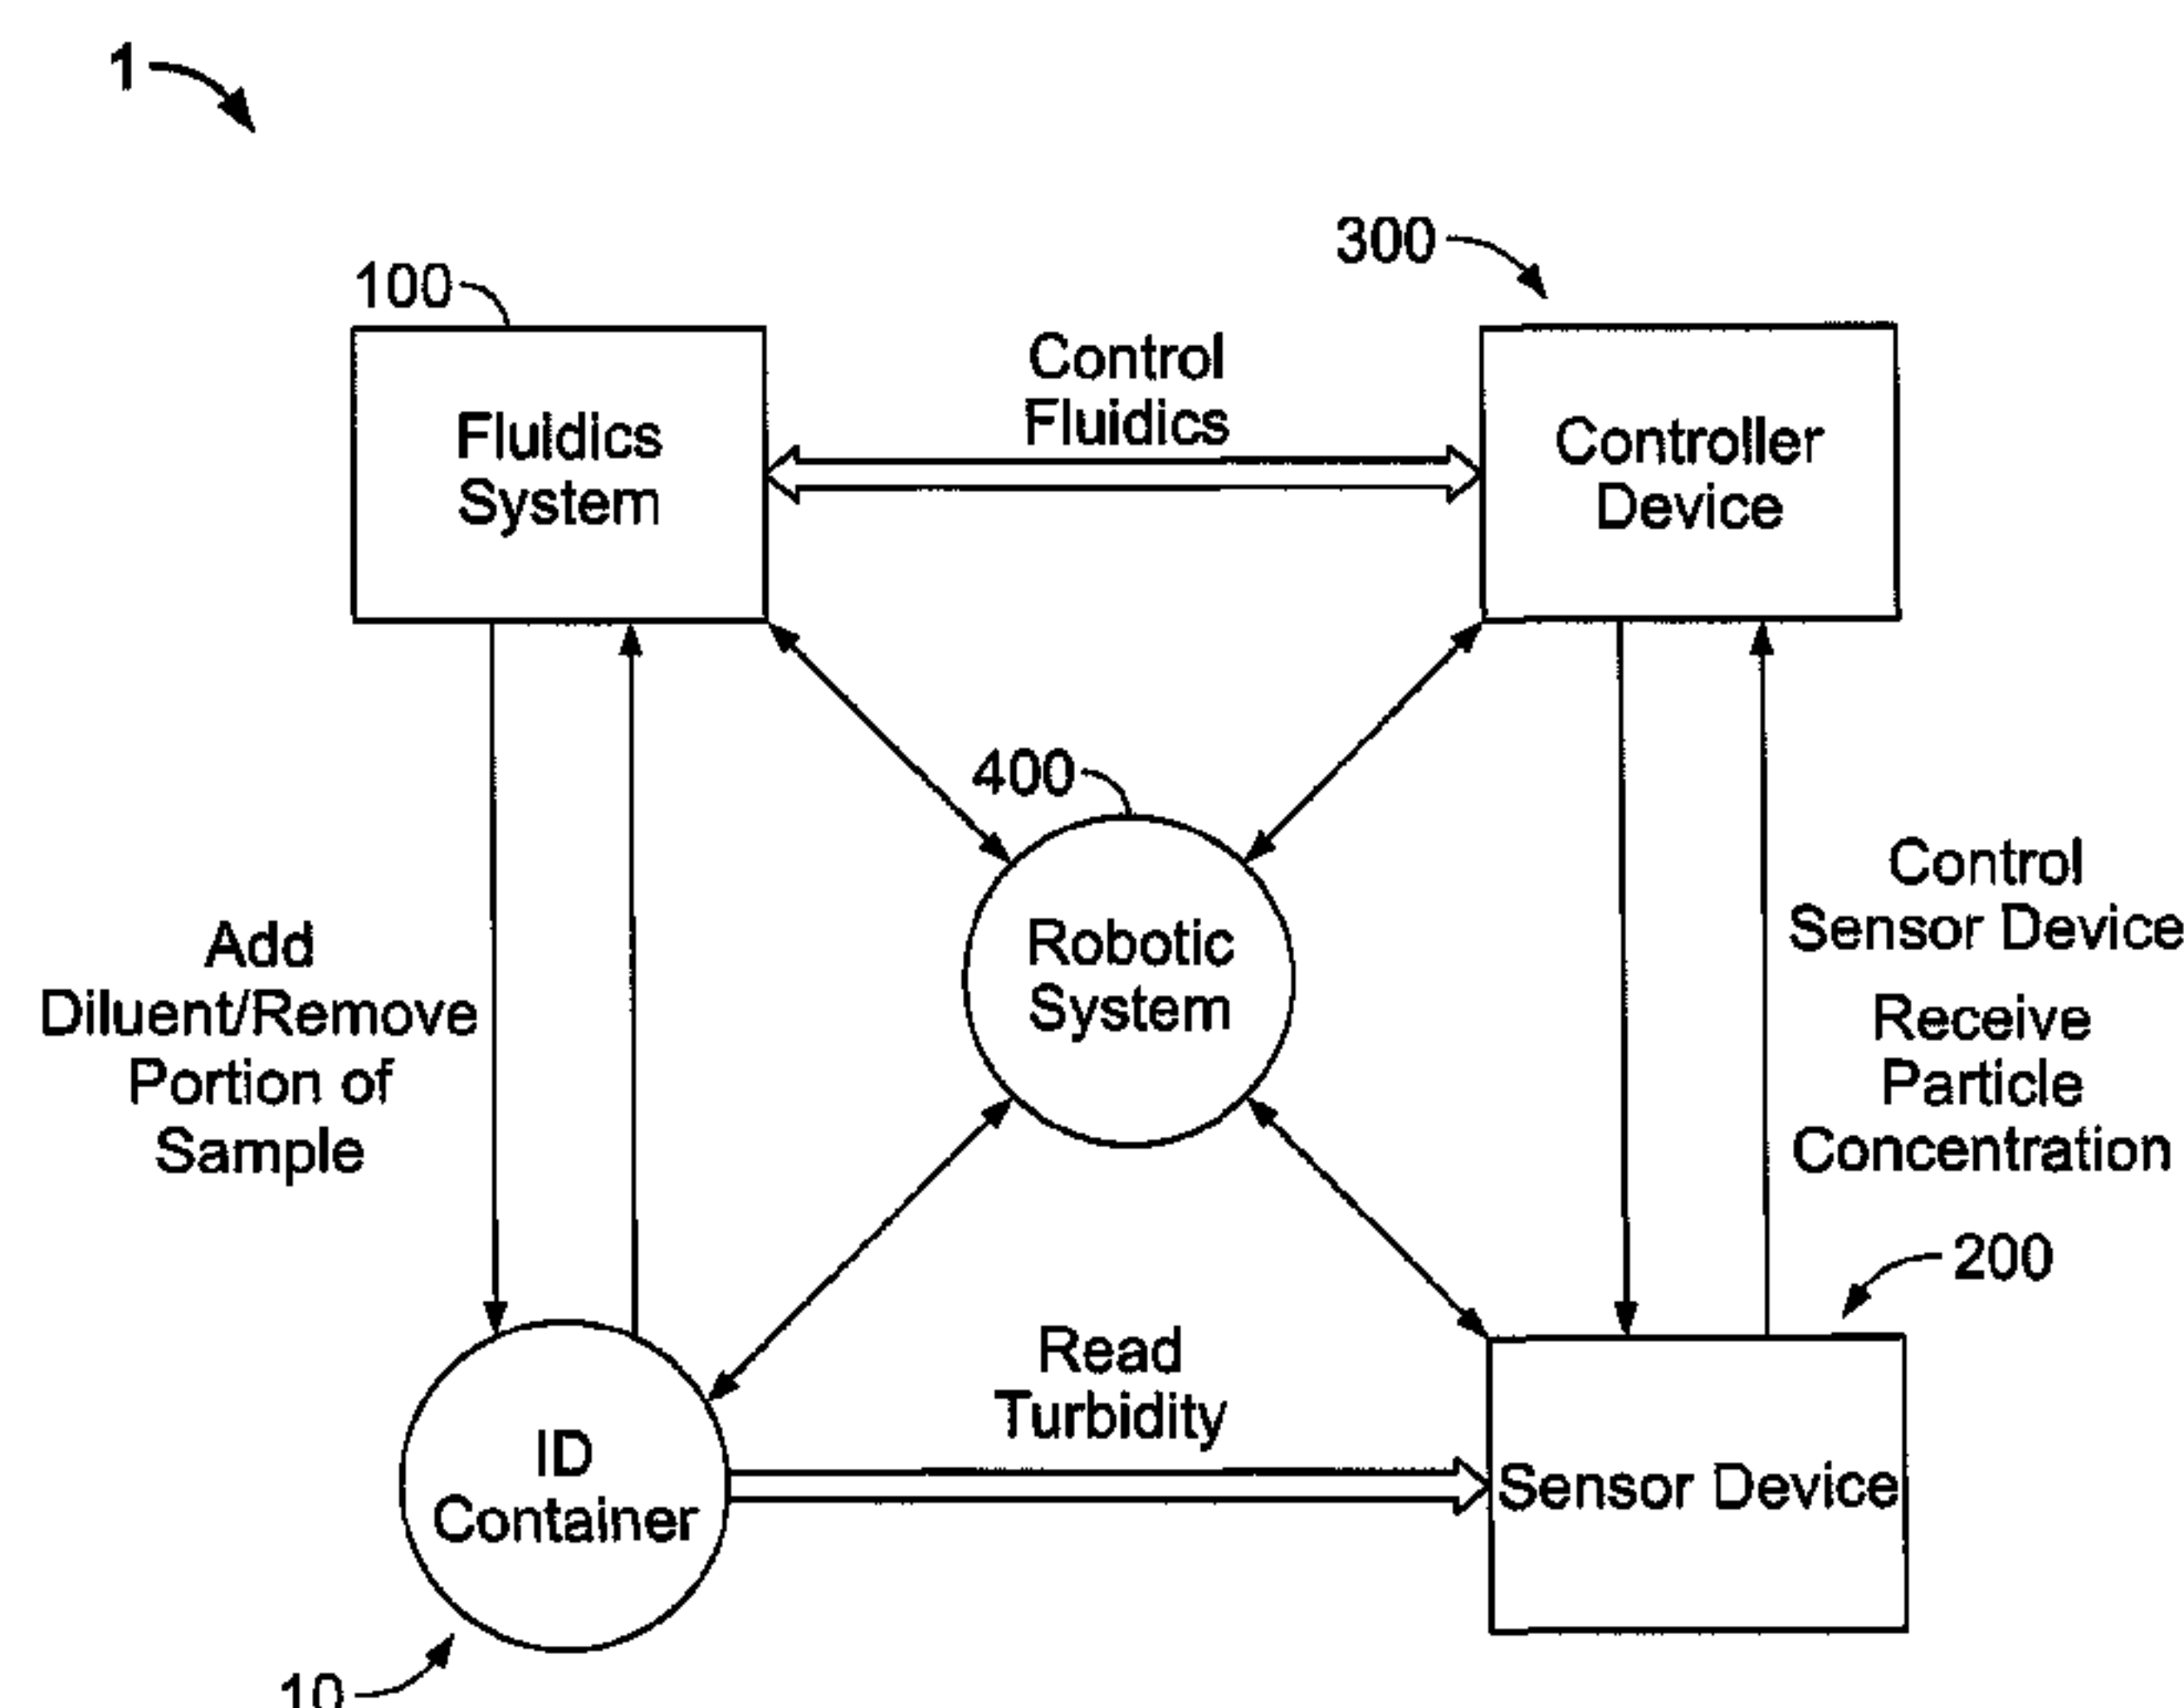 1
300
100
Control
Fluidics
Fluidics
System
Controller
Device
400
Control
Sensor Device
Receive
Particle
Concentration
Add
Diluent/Remove
Portion of
Sample
Robotic
System
200
Read
Turbidity
ID
Container
Sensor Device
10